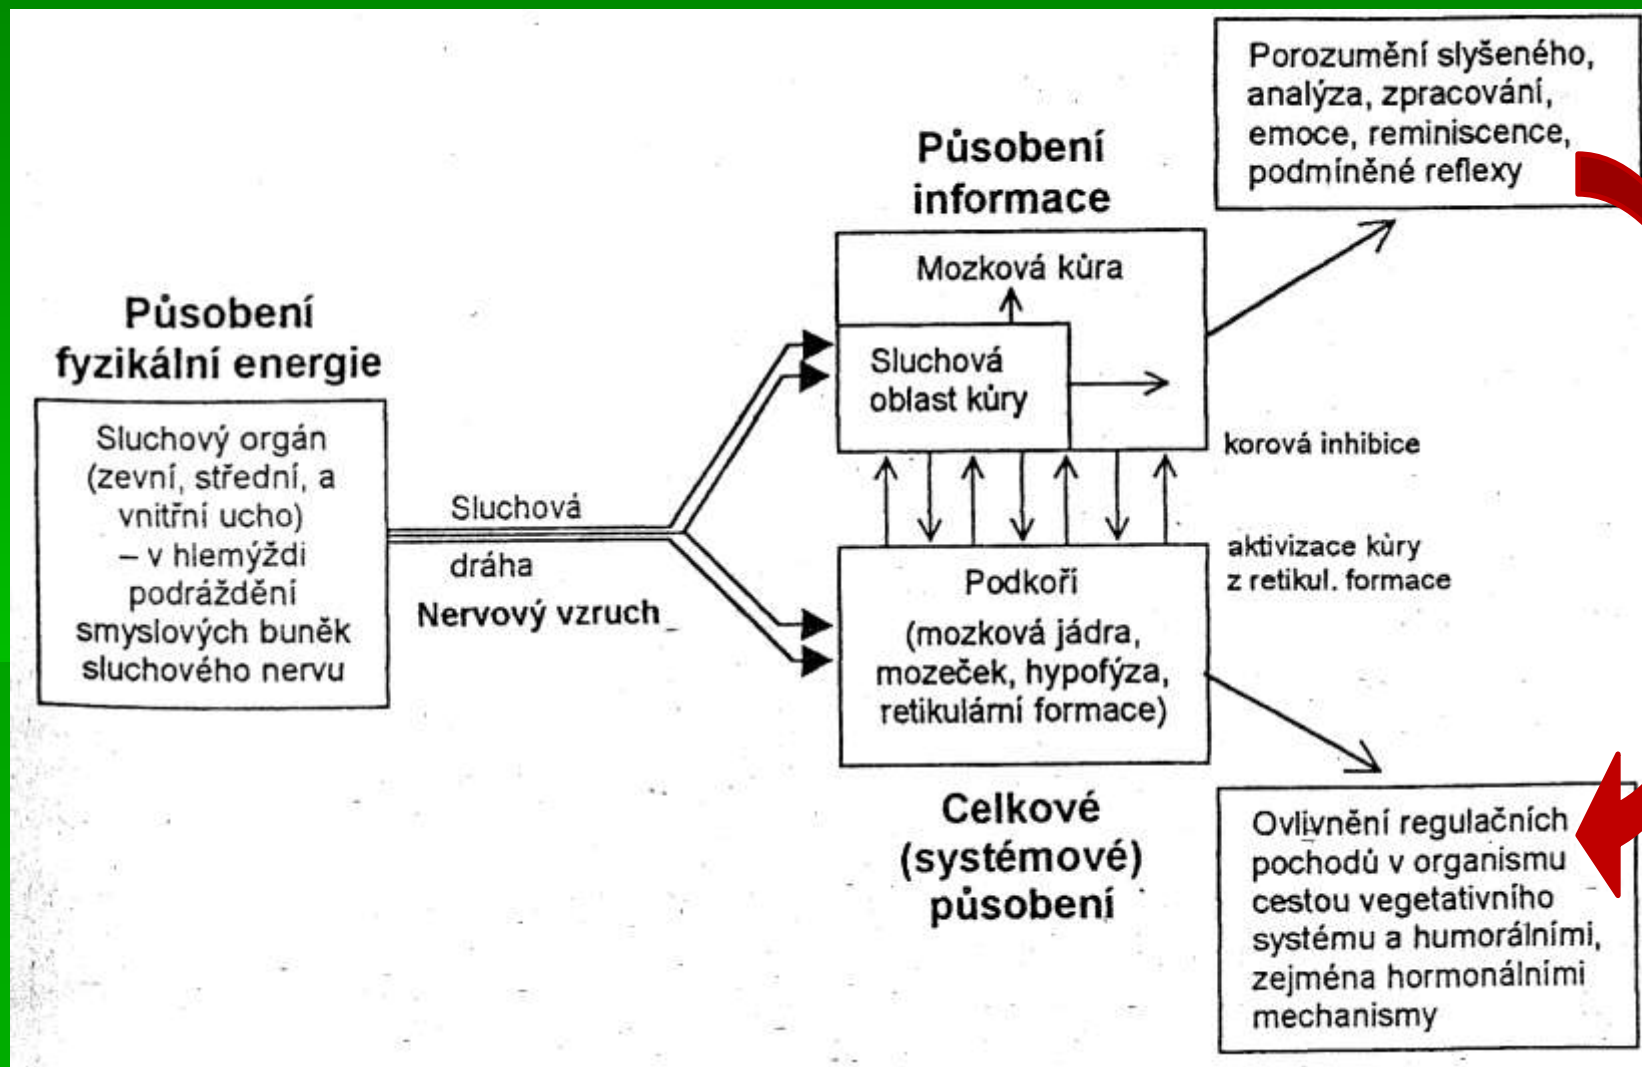 Působení
fyzikální energie
Sluchový orgán
(zevní, střední, a
vnitřní ucho)
– v hlemýždi
podráždění
smyslových buněk
sluchového nervu
Sluchová
dráha
Nervový vzruch
Působení
informace
Mozková kůra
Sluchová
oblast kůry
korová inhibice
aktivizace kůry
z retikul. formace
Podkoří
(mozková jádra,
mozeček, hypofýza,
retikulární formace)
Celkové
(systémové)
působení
Porozumění slyšeného,
analýza, zpracování,
emoce, reminiscence,
podmíněné reflexy
Ovlivnění regulačních
pochodů v organismu
cestou vegetativního
systému a humorálními,
zejména hormonálními
mechanismy